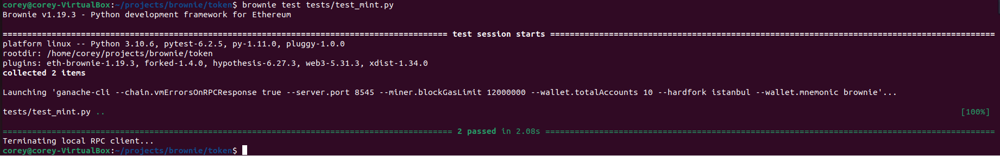 corey@corey-VirtualBox:~/projects/brownie/token$ brownie test tests/test_mint.py
Brownie v1.19.3 - Python development framework for Ethereum
=========================================================================================== test session starts ===========================================================================================
platform linux -- Python 3.10.6, pytest-6.2.5, py-1.11.0, pluggy-1.0.0
rootdir: /home/corey/projects/brownie/token
plugins: eth-brownie-1.19.3, forked-1.4.0, hypothesis-6.27.3, web3-5.31.3, xdist-1.34.0
collected 2 items
Launching 'ganache-cli --chain.vmErrorsOnRPCResponse true --server.port 8545 --miner.blockGasLimit 12000000 --wallet.totalAccounts 10 --hardfork istanbul --wallet.mnemonic brownie'...
tests/test_mint.py .. [100%]
============================================================================================ 2 passed in 2.08s ============================================================================================
Terminating local RPC client...
corey@corey-VirtualBox:~/projects/brownie/token$